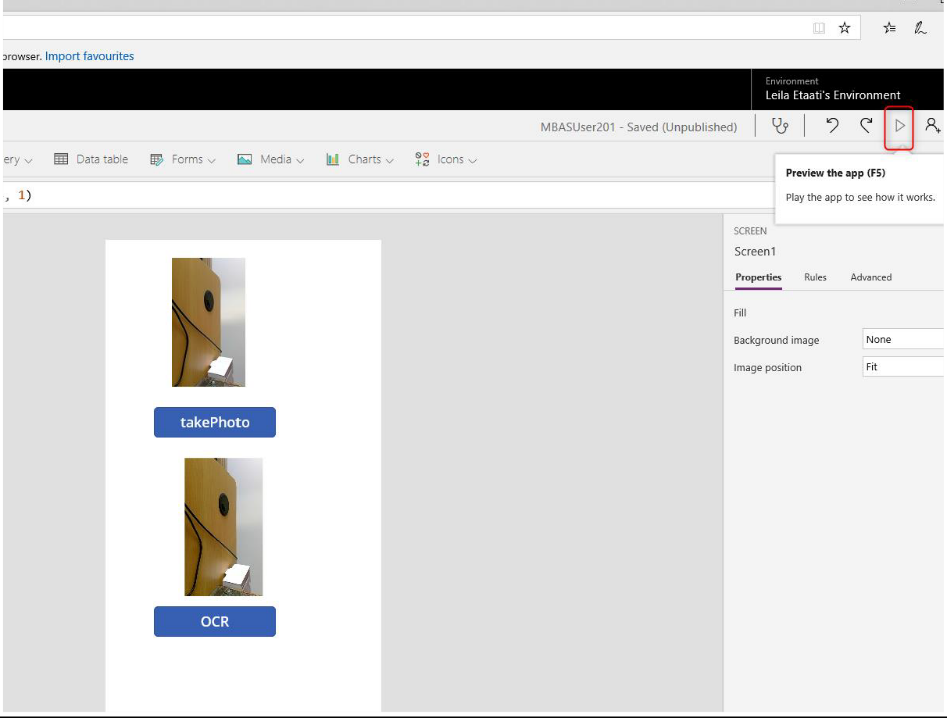 browser. Import favourites
Environment
Leila Etaati's Environment
MBASUser201 - Saved (Unpublished)
ery Data table Forms Media Charts Icons
Preview the app (F5)
Play the app to see how it works.
, 1)
SCREEN
Screen1
Properties Rules Advanced
Fill
Background image None
Image position Fit
takePhoto
OCR